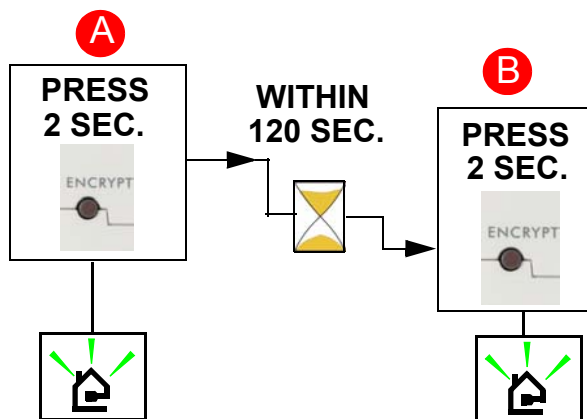 A
PRESS
2 SEC.
ENCRYPT
WITHIN
120 SEC.
B
PRESS
2 SEC.
ENCRYPT